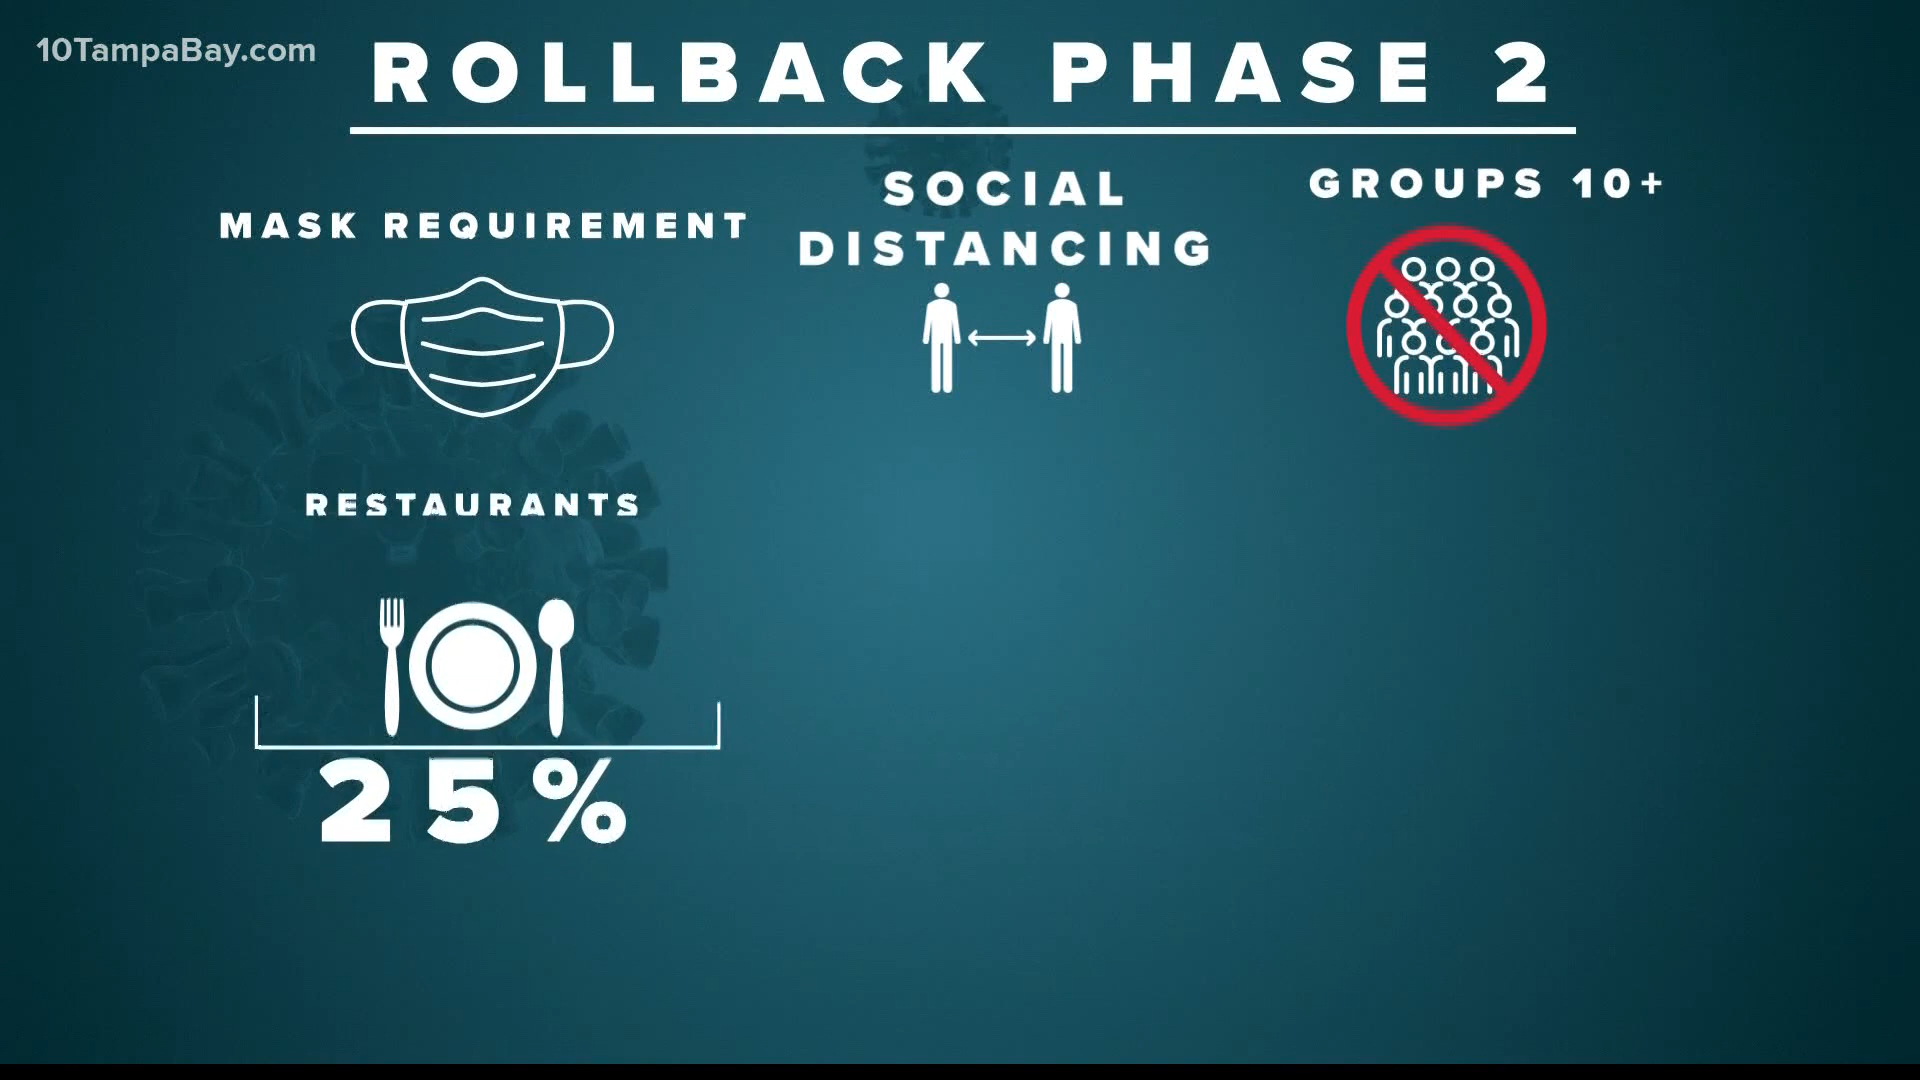 10TampaBay.com
ROLLBACK PHASE 2
MASK REQUIREMENT
SOCIAL
DISTANCING
GROUPS 10+
RESTAURANTS
25%